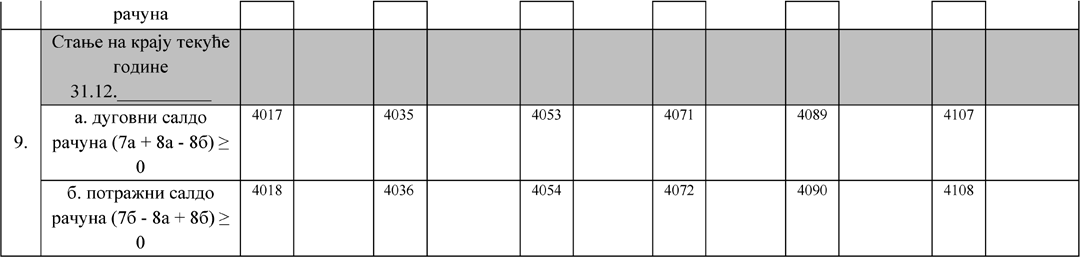 рачуна
Стање на крају текуће
године
31.12.__________
9.
а. дуговни салдо
рачуна (7а + 8а - 8б) ≥
0
4017 4035 4053 4071 4089 4107
б. потражни салдо
рачуна (7б - 8а + 8б) ≥
0
4018 4036 4054 4072 4090 4108